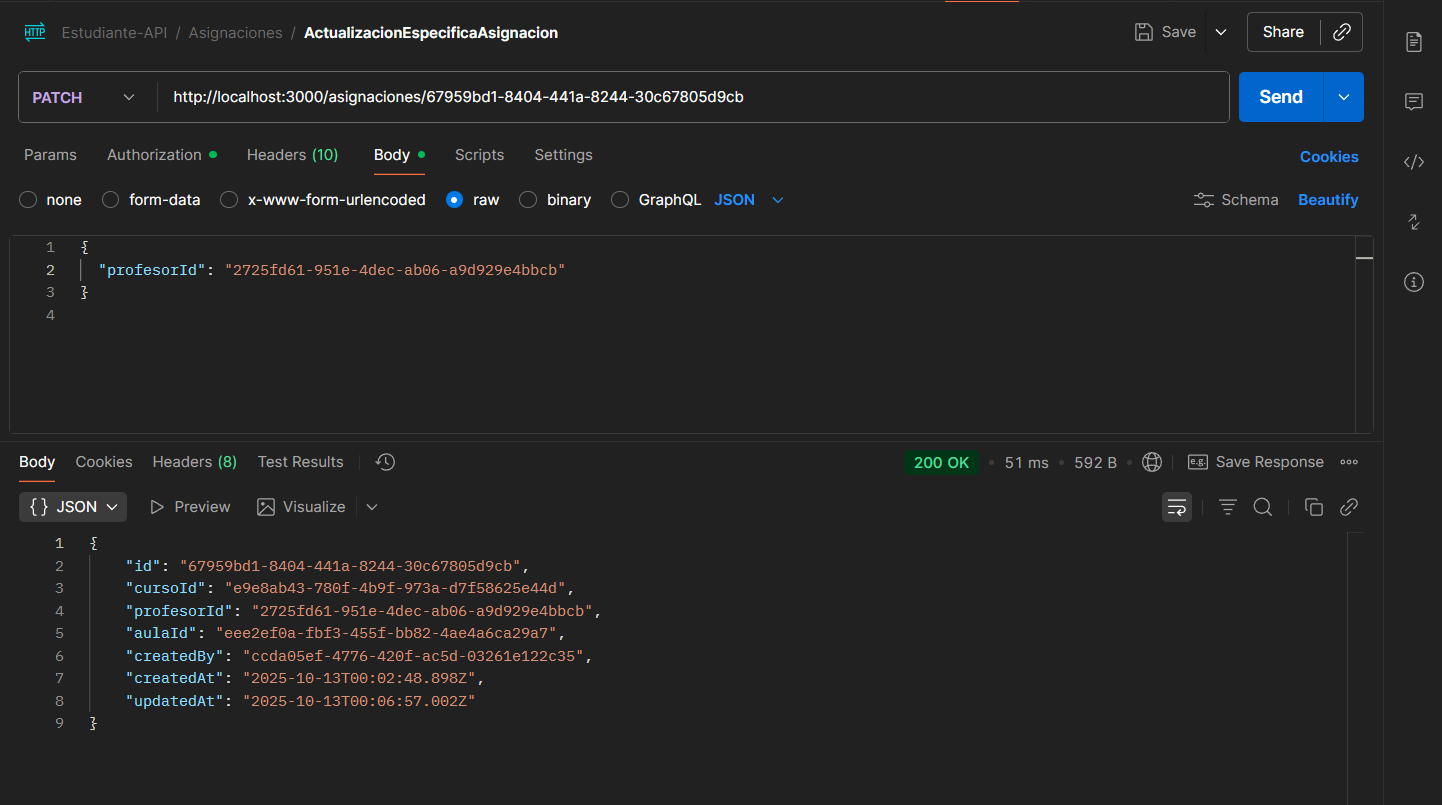 HTTP Estudiante-API / Asignaciones / ActualizacionEspecificaAsignacion Save Share
PATCH http://localhost:3000/asignaciones/67959bd1-8404-441a-8244-30c67805d9cb Send
Params Authorization Headers (10) Body Scripts Settings Cookies
none form-data x-www-form-urlencoded raw binary GraphQL JSON Schema Beautify
1 {
2 "profesorId": "2725fd61-951e-4dec-ab06-a9d929e4bbcb"
3 }
4
Body Cookies Headers (8) Test Results 200 OK • 51 ms • 592 B • e.g. Save Response
{} JSON Preview Visualize
1 {
2 "id": "67959bd1-8404-441a-8244-30c67805d9cb",
3 "cursoId": "e9e8ab43-780f-4b9f-973a-d7f58625e44d",
4 "profesorId": "2725fd61-951e-4dec-ab06-a9d929e4bbcb",
5 "aulaId": "eee2ef0a-fbf3-455f-bb82-4ae4a6ca29a7",
6 "createdBy": "ccda05ef-4776-420f-ac5d-03261e122c35",
7 "createdAt": "2025-10-13T00:02:48.898Z",
8 "updatedAt": "2025-10-13T00:06:57.002Z"
9 }